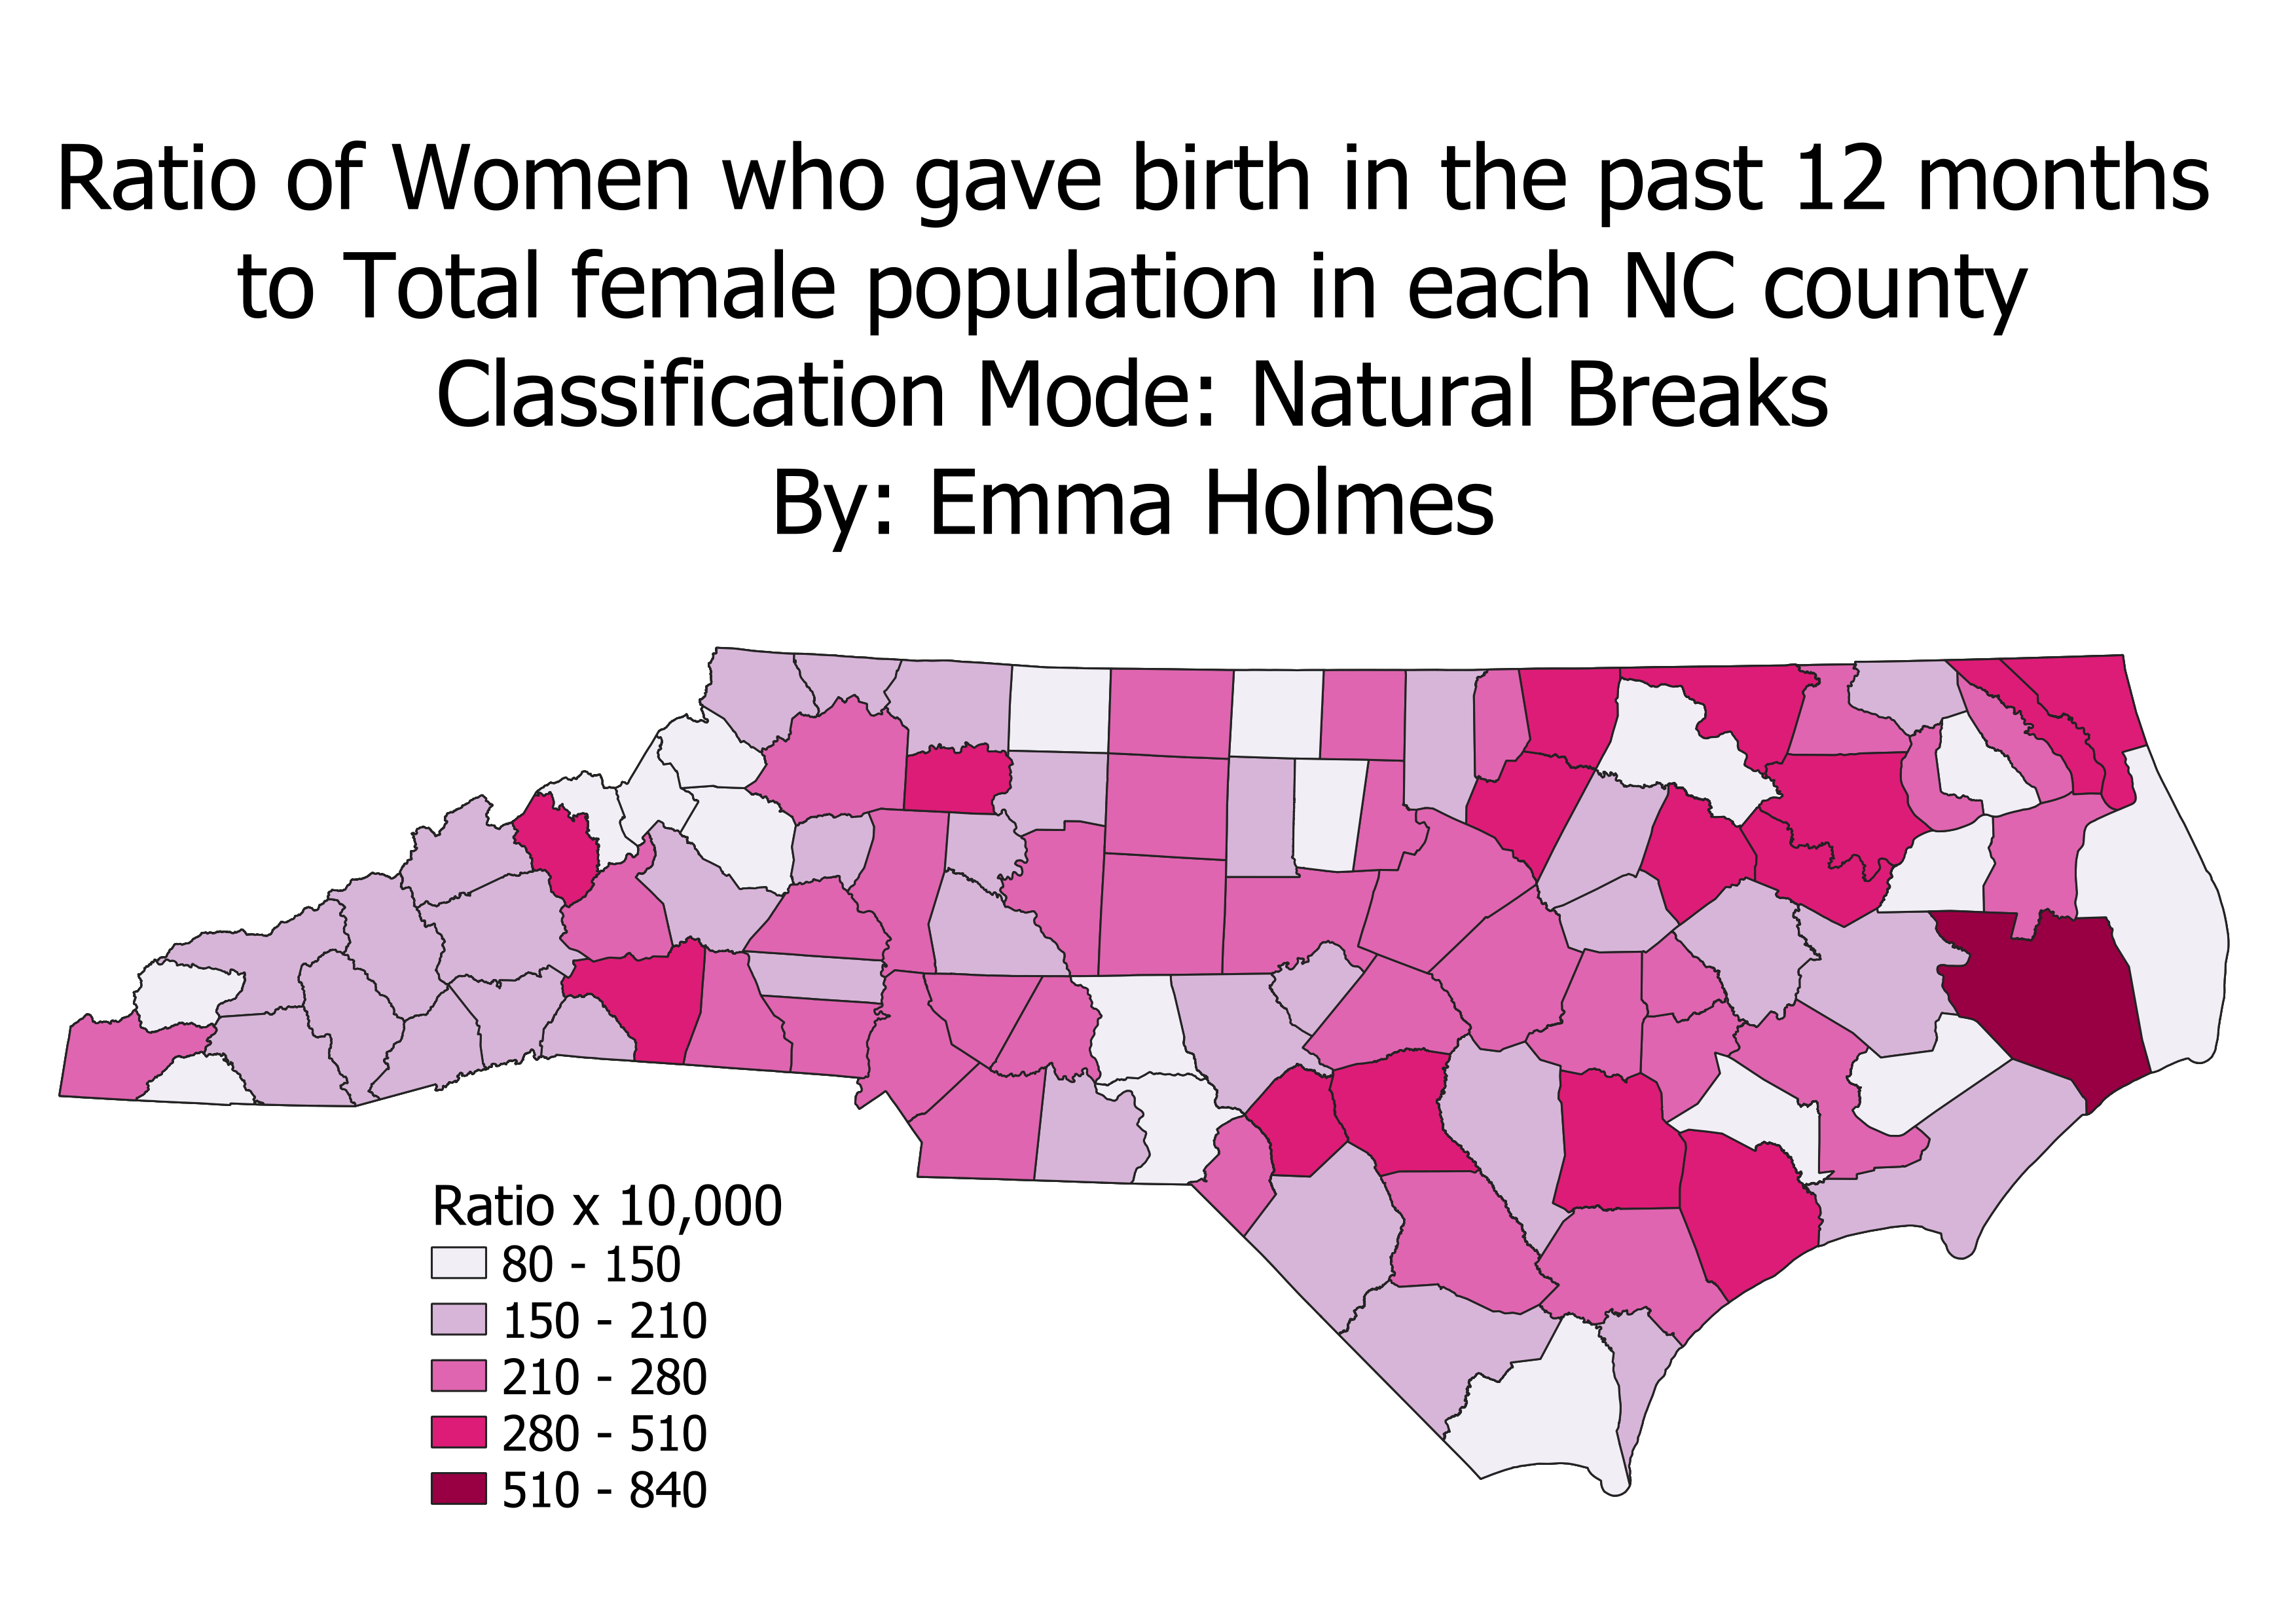 Ratio of Women who gave birth in the past 12 months
to Total female population in each NC county
Classification Mode: Natural Breaks
By: Emma Holmes
Ratio x 10,000
80 - 150
150 - 210
210 - 280
280 - 510
510 - 840